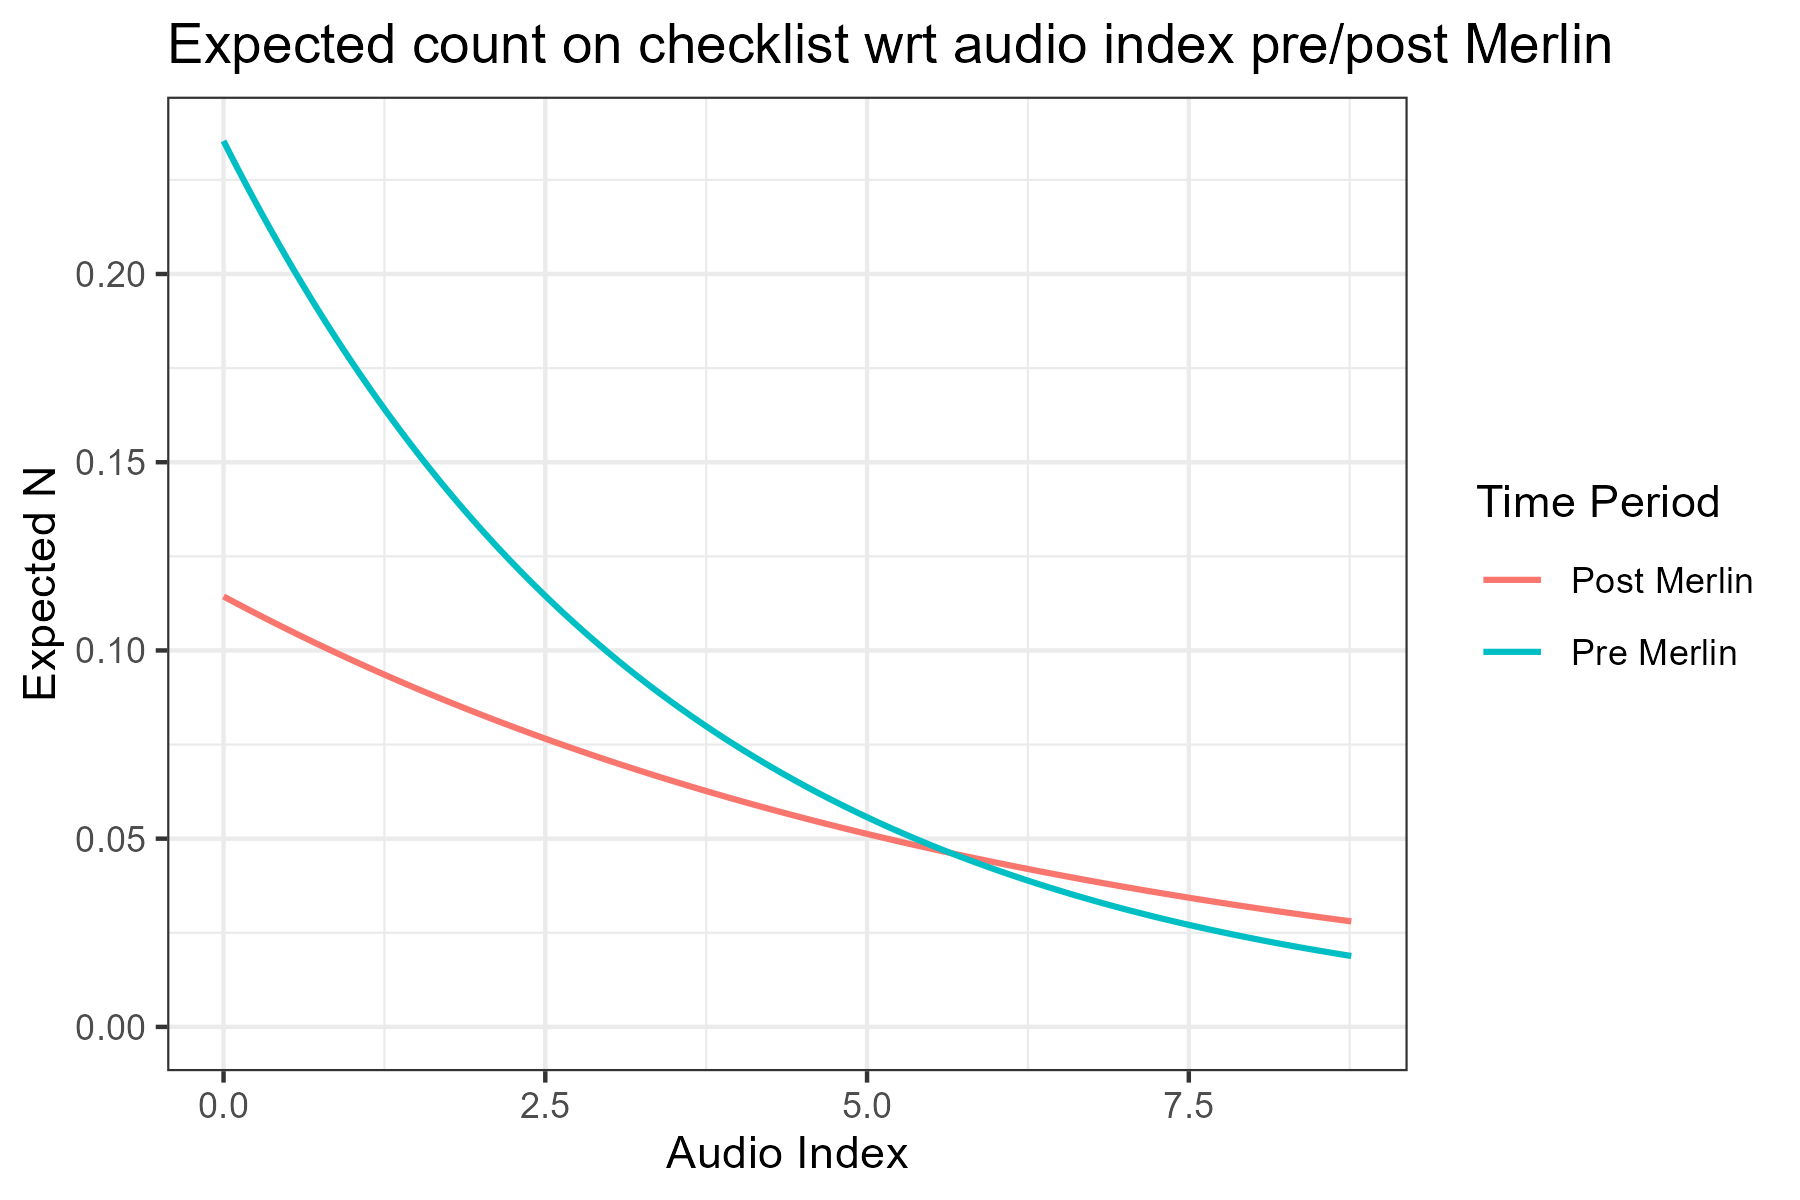 Expected count on checklist wrt audio index pre/post Merlin
Expected N
0.20
0.15
0.10
0.05
0.00
0.0 2.5 5.0 7.5
Audio Index
Time Period
Post Merlin
Pre Merlin